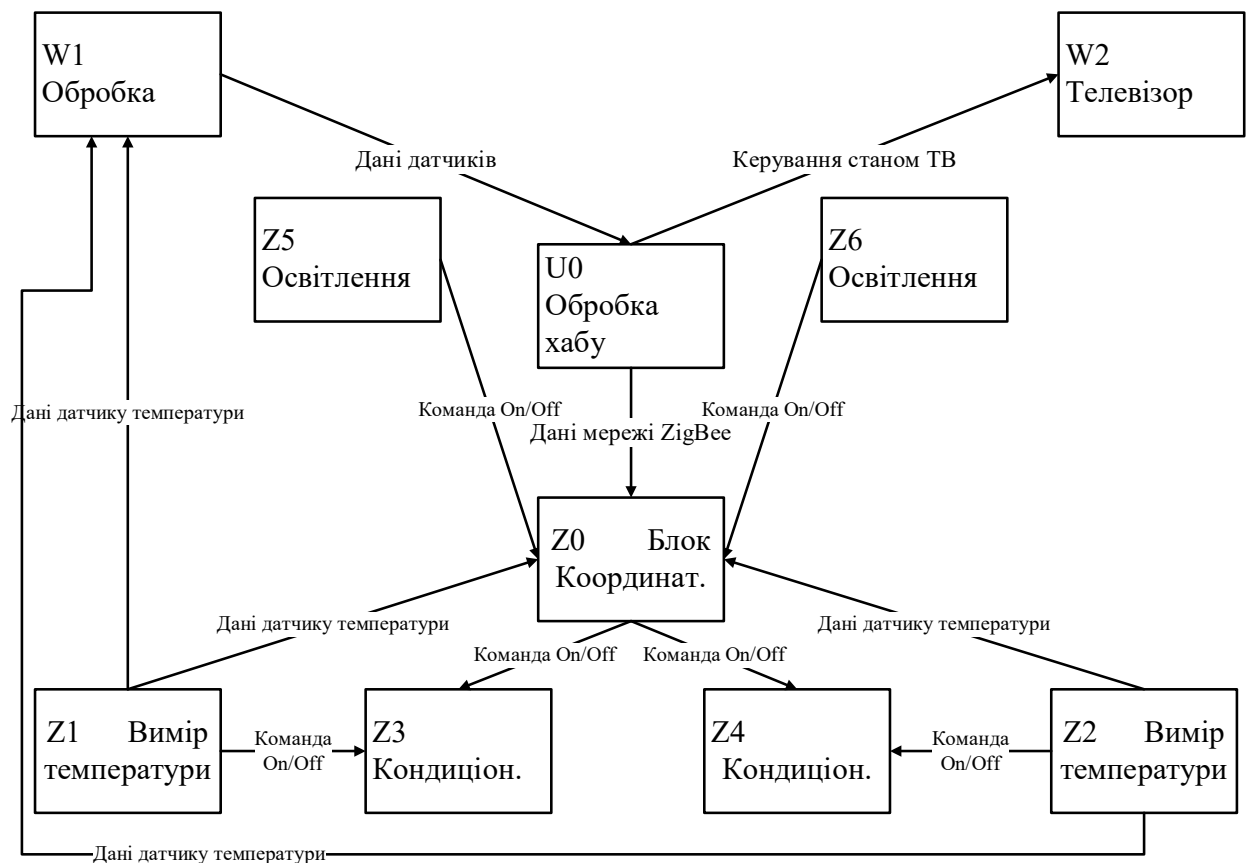 W1
Обробка
W2
Телевізор
Дані датчиків
Керування станом ТВ
Z5
Освітлення
U0
Обробка
хабу
Z6
Освітлення
Дані датчику температури
Команда On/Off
Команда On/Off
Дані мережі ZigBee
Z0 Блок
Координат.
Дані датчику температури
Дані датчику температури
Команда On/Off
Команда On/Off
Z1 Вимір
температури
Команда
On/Off
Z3
Кондиціон.
Z4
Кондиціон.
Команда
On/Off
Z2 Вимір
температури
Дані датчику температури